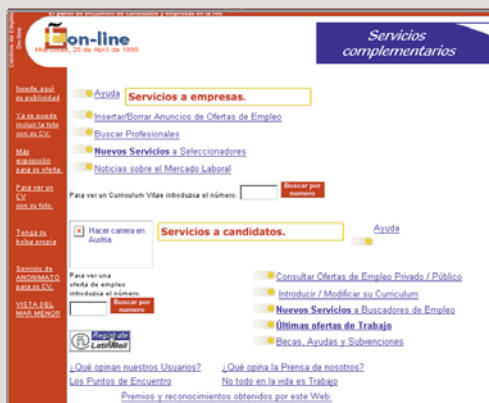 El punto de encuentro de candidatos y empresas en la red.
Centros de Empleo
On-line
on-line
Miércoles, 28 de Abril de 1999
Servicios
complementarios
Inserte aquí
su publicidad
Ya se puede
incluir la foto
con su CV.
Más
exposición
para su oferta.
Para ver un
CV
con su foto.
Tenga su
bolsa propia
Servicio de
ANONIMATO
para su CV.
VISTA DEL
MAR MENOR
Ayuda
Servicios a empresas.
Insertar/Borrar Anuncios de Ofertas de Empleo
Buscar Profesionales
Nuevos Servicios a Seleccionadores
Noticias sobre el Mercado Laboral
Para ver un Curriculum Vitae introduzca el número.
Buscar por
numero
Hacer carrera en
Austria
Servicios a candidatos.
Ayuda
Para ver una
oferta de empleo
introduzca el número.
Buscar por
numero
Consultar Ofertas de Empleo Privado / Público
Introducir / Modificar su Curriculum
Nuevos Servicios a Buscadores de Empleo
Últimas ofertas de Trabajo
Becas, Ayudas y Subvenciones
Regístrate
LatinMail
¿Qué opinan nuestros Usuarios?
¿Qué opina la Prensa de nosotros?
Los Puntos de Encuentro
No todo en la vida es Trabajo
Premios y reconocimientos obtenidos por este Web: